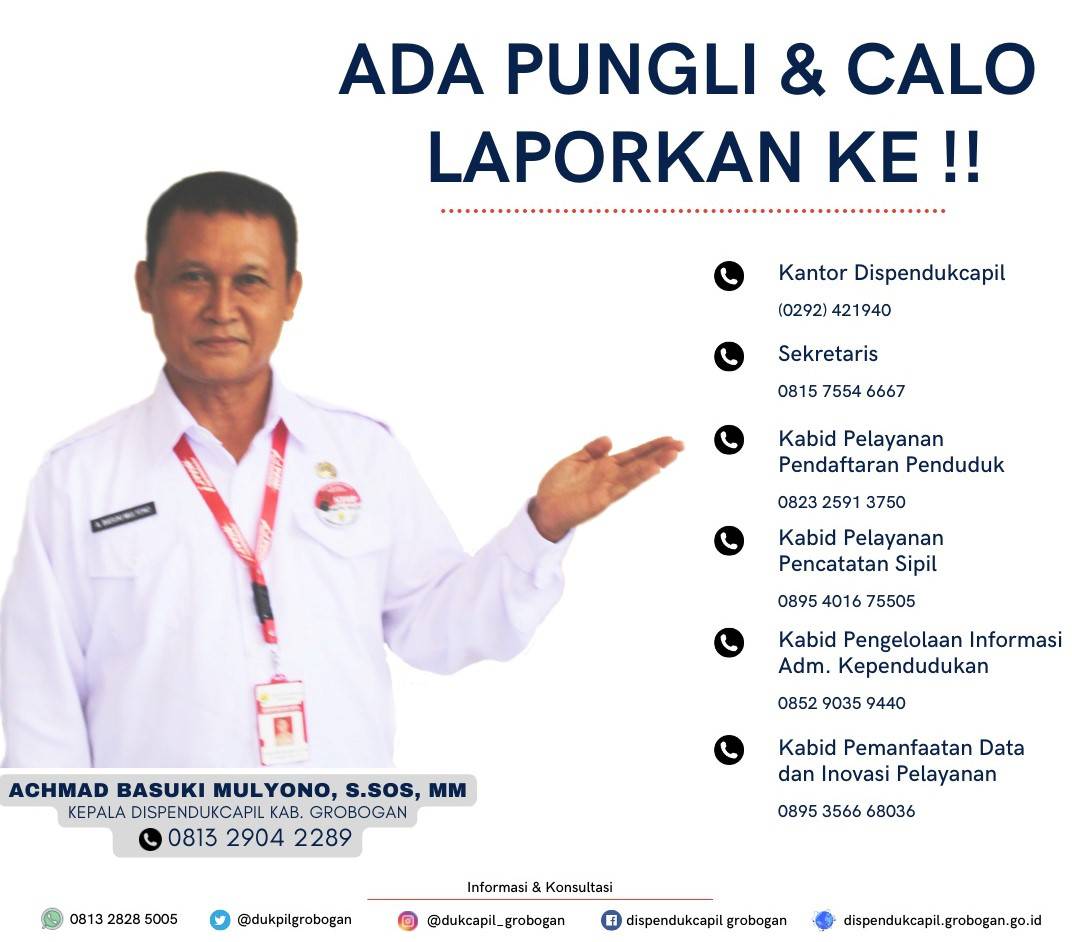 ADA PUNGLI & CALO
LAPORKAN KE !!
Kantor Dispendukcapil
(0292) 421940
Sekretaris
0815 7554 6667
Kabid Pelayanan
Pendaftaran Penduduk
0823 2591 3750
Kabid Pelayanan
Pencatatan Sipil
0895 4016 75505
Kabid Pengelolaan Informasi
Adm. Kependudukan
0852 9035 9440
Kabid Pemanfaatan Data
dan Inovasi Pelayanan
0895 3566 68036
ACHMAD BASUKI MULYONO, S.SOS, MM
KEPALA DISPENDUKCAPIL KAB. GROBOGAN
0813 2904 2289
Informasi & Konsultasi
0813 2828 5005
@dukpilgrobogan
@dukcapil_grobogan
dispendukcapil grobogan
dispendukcapil.grobogan.go.id